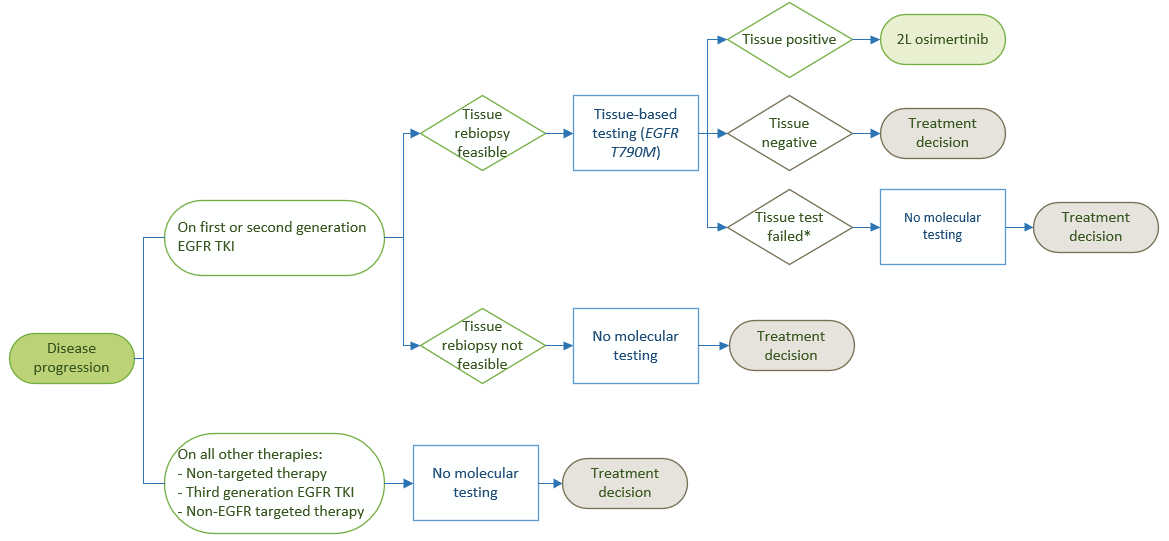 Disease
progression
On first or second generation
EGFR TKI
Tissue
rebiopsy
feasible
Tissue-based
testing (EGFR
T790M)
Tissue positive
2L osimertinib
Tissue
negative
Treatment
decision
Tissue test
failed*
No molecular
testing
Treatment
decision
Tissue
rebiopsy not
feasible
No molecular
testing
Treatment
decision
On all other therapies:
- Non-targeted therapy
- Third generation EGFR TKI
- Non-EGFR targeted therapy
No molecular
testing
Treatment
decision